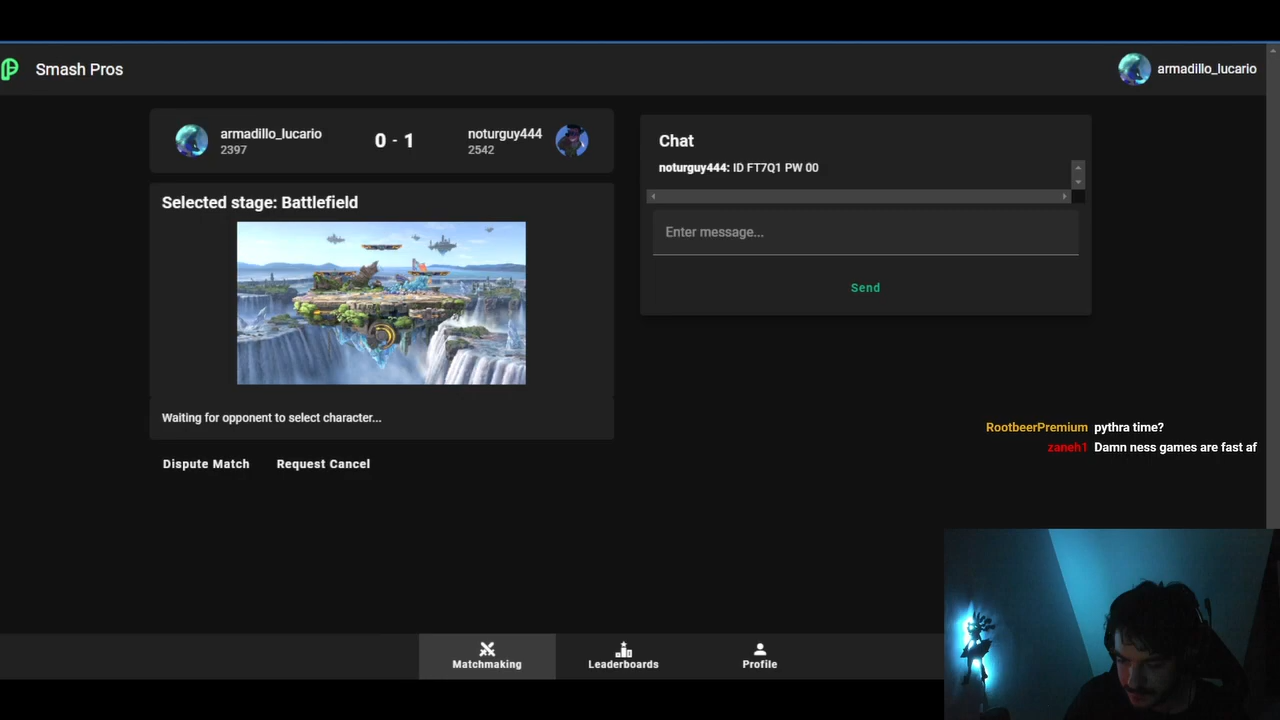 Smash Pros
armadillo_lucario
armadillo_lucario
2397
0 - 1
noturguy444
2542
Chat
noturguy444: ID FT7Q1 PW 00
Selected stage: Battlefield
Enter message...
Send
Waiting for opponent to select character...
RootbeerPremium pythra time?
zaneh1 Damn ness games are fast af
Dispute Match
Request Cancel
Matchmaking
Leaderboards
Profile